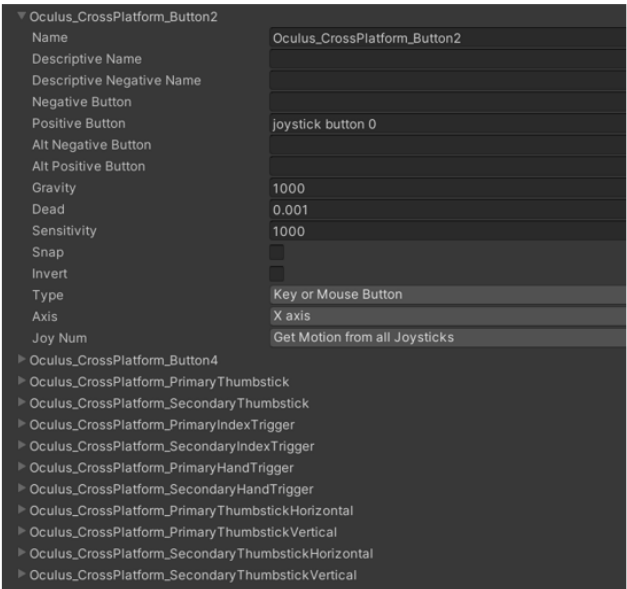 Oculus_CrossPlatform_Button2
Name Oculus_CrossPlatform_Button2
Descriptive Name
Descriptive Negative Name
Negative Button
Positive Button joystick button 0
Alt Negative Button
Alt Positive Button
Gravity 1000
Dead 0.001
Sensitivity 1000
Snap
Invert
Type Key or Mouse Button
Axis X axis
Joy Num Get Motion from all Joysticks
Oculus_CrossPlatform_Button4
Oculus_CrossPlatform_PrimaryThumbstick
Oculus_CrossPlatform_SecondaryThumbstick
Oculus_CrossPlatform_PrimaryIndexTrigger
Oculus_CrossPlatform_SecondaryIndexTrigger
Oculus_CrossPlatform_PrimaryHandTrigger
Oculus_CrossPlatform_SecondaryHandTrigger
Oculus_CrossPlatform_PrimaryThumbstickHorizontal
Oculus_CrossPlatform_PrimaryThumbstickVertical
Oculus_CrossPlatform_SecondaryThumbstickHorizontal
Oculus_CrossPlatform_SecondaryThumbstickVertical